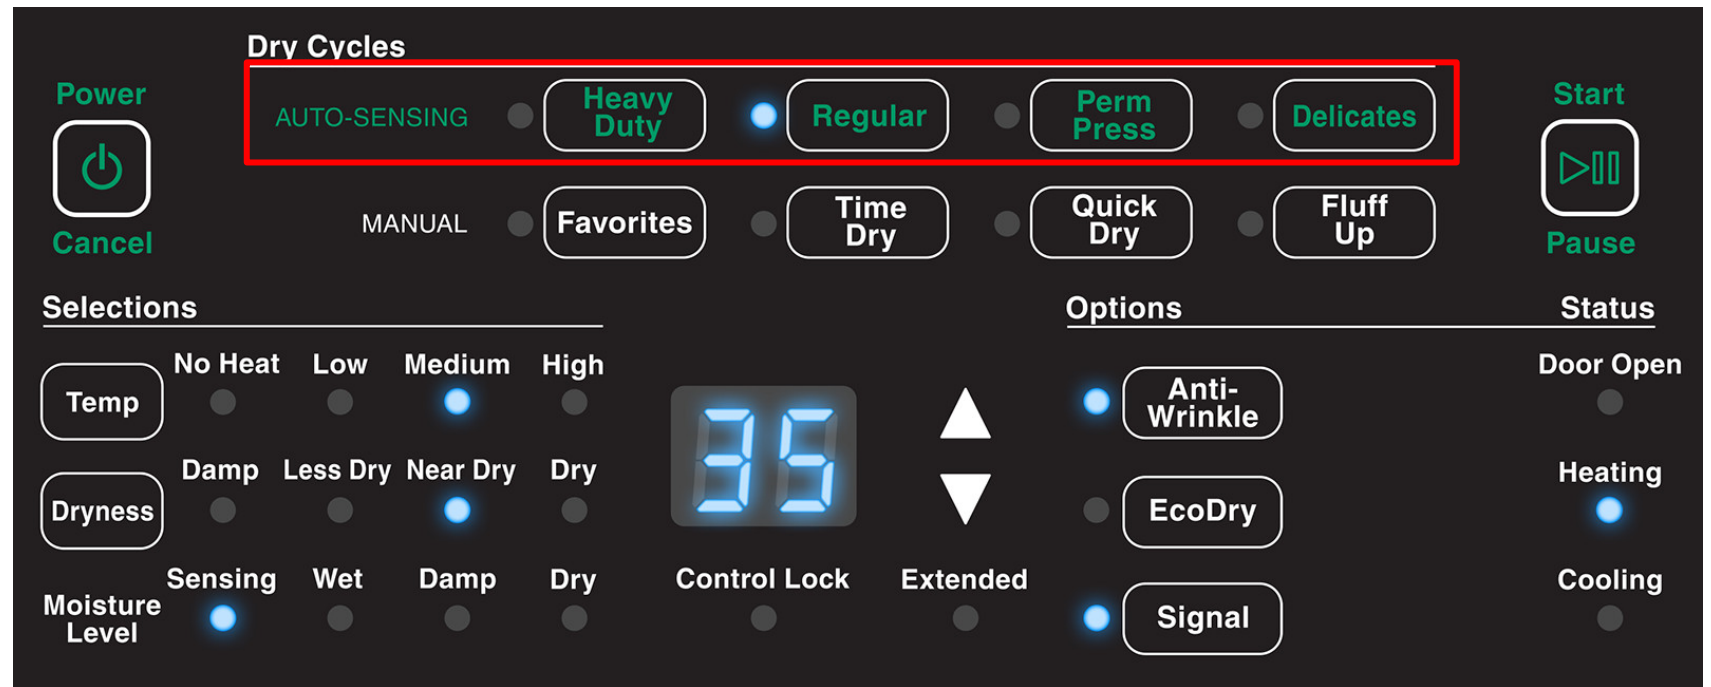 Dry Cycles
Power
Cancel
AUTO-SENSING
Heavy
Duty
Regular
Perm
Press
Delicates
Start
Pause
MANUAL
Favorites
Time
Dry
Quick
Dry
Fluff
Up
Selections
Temp
No Heat Low Medium High
Dryness
Damp Less Dry Near Dry Dry
Moisture
Level
Sensing Wet Damp Dry
35
Control Lock Extended
Options
Anti-
Wrinkle
EcoDry
Signal
Status
Door Open
Heating
Cooling